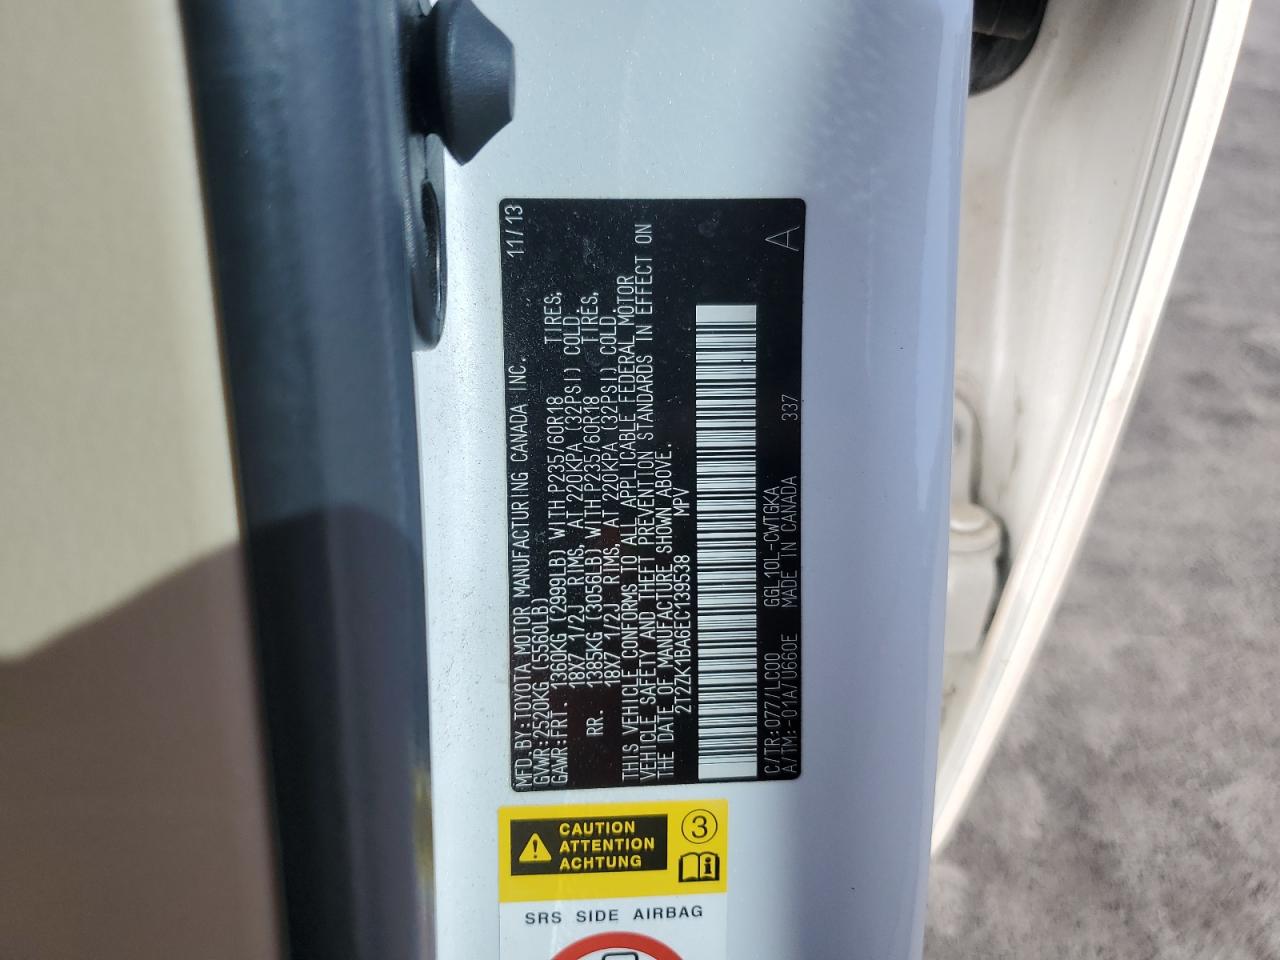 MFD.BY:TOYOTA MOTOR MANUFACTURING CANADA INC. 11/13
GVWR:2520KG (5560LB)
GAWR:FRT. 1360KG (2999LB) WITH P235/60R18 TIRES,
18X7 1/2J RIMS, AT 220KPA (32PSI) COLD.
RR. 1385KG (3056LB) WITH P235/60R18 TIRES,
18X7 1/2J RIMS, AT 220KPA (32PSI) COLD.
THIS VEHICLE CONFORMS TO ALL APPLICABLE FEDERAL MOTOR
VEHICLE SAFETY AND THEFT PREVENTION STANDARDS IN EFFECT ON
THE DATE OF MANUFACTURE SHOWN ABOVE.
2T2ZK1BA6EC139538 MPV
C/TR:077/LC00 GGL10L-CWTGKA 337 A
A/TM:-01A/U660E MADE IN CANADA
CAUTION
ATTENTION
ACHTUNG
3
i
SRS SIDE AIRBAG